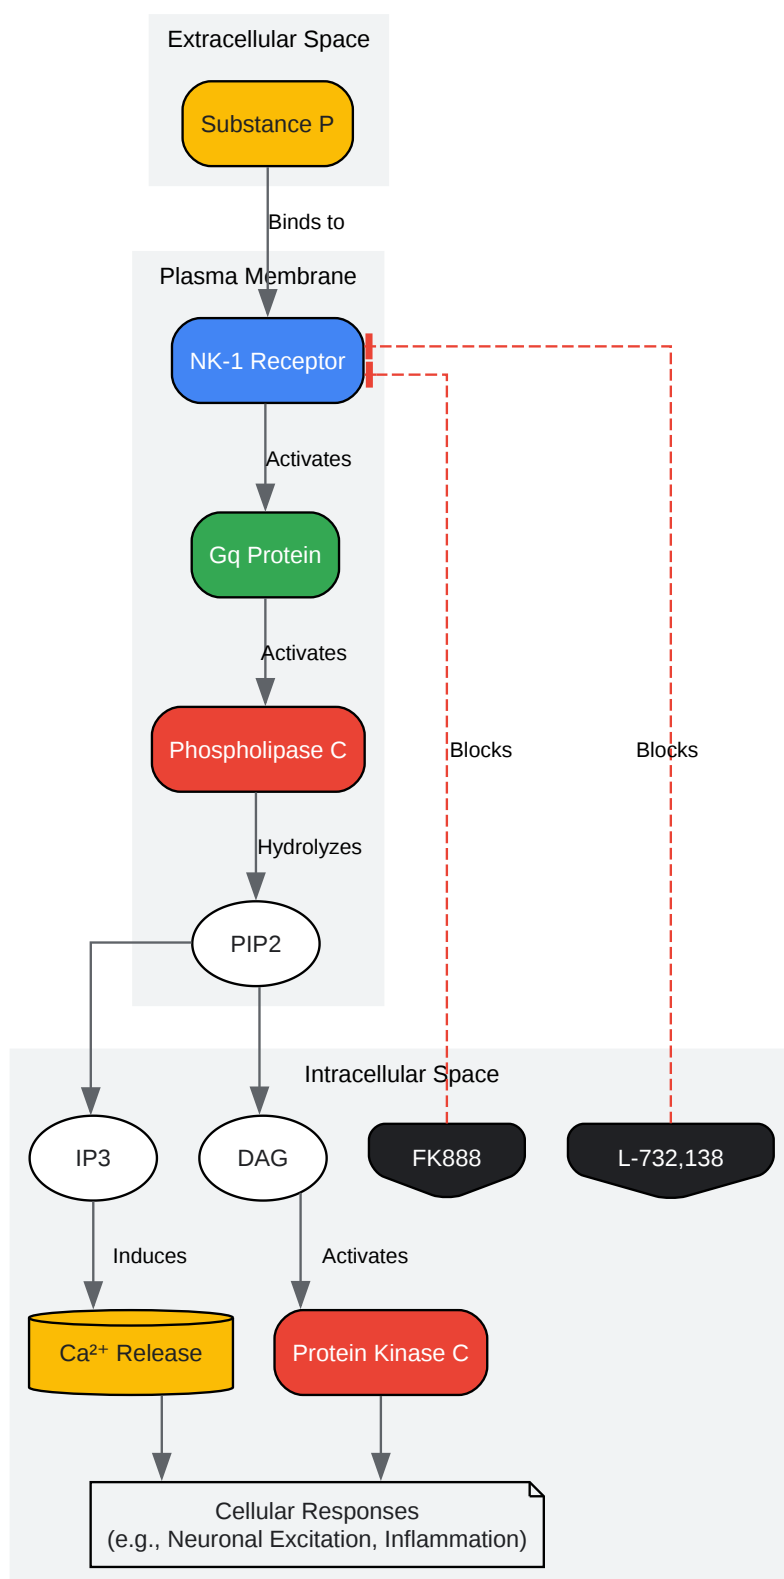 Extracellular Space
Substance P
Binds to
Plasma Membrane
NK-1 Receptor
Activates
Gq Protein
Activates
Phospholipase C
Blocks
Blocks
Hydrolyzes
PIP2
Intracellular Space
IP3
DAG
FK888
L-732,138
Induces
Activates
Ca²⁺ Release
Protein Kinase C
Cellular Responses
(e.g., Neuronal Excitation, Inflammation)